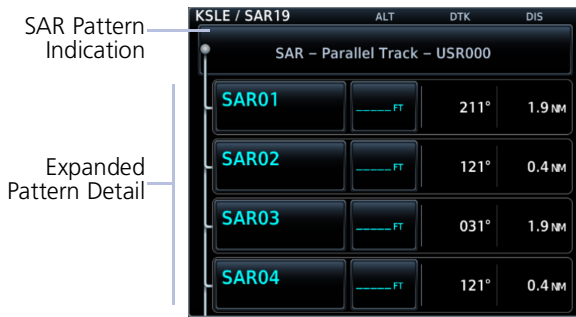 SAR Pattern
Indication
Expanded
Pattern Detail
KSLE / SAR19 ALT DTK DIS
SAR – Parallel Track – USR000
SAR01 _____FT 211° 1.9NM
SAR02 _____FT 121° 0.4NM
SAR03 _____FT 031° 1.9NM
SAR04 _____FT 121° 0.4NM